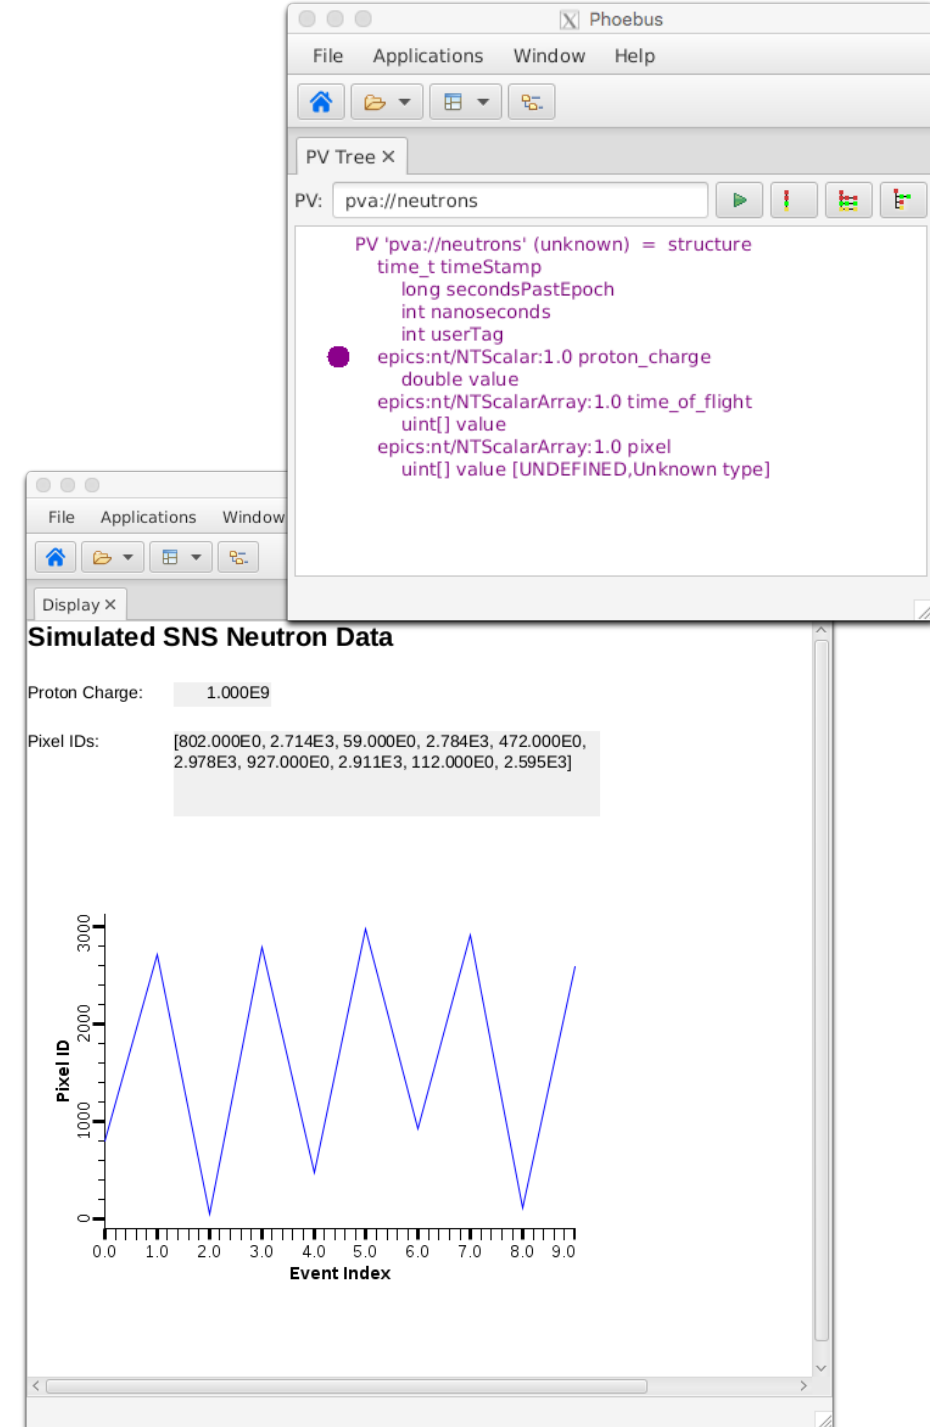 Phoebus
File Applications Window Help
PV Tree
PV: pva://neutrons
PV 'pva://neutrons' (unknown) = structure
time_t timeStamp
long secondsPastEpoch
int nanoseconds
int userTag
epics:nt/NTScalar:1.0 proton_charge
double value
epics:nt/NTScalarArray:1.0 time_of_flight
uint[] value
epics:nt/NTScalarArray:1.0 pixel
uint[] value [UNDEFINED,Unknown type]
File Applications Window
Display
Simulated SNS Neutron Data
Proton Charge: 1.000E9
Pixel IDs: [802.000E0, 2.714E3, 59.000E0, 2.784E3, 472.000E0,
2.978E3, 927.000E0, 2.911E3, 112.000E0, 2.595E3]
3000
2000
1000
0
Pixel ID
0.0 1.0 2.0 3.0 4.0 5.0 6.0 7.0 8.0 9.0
Event Index